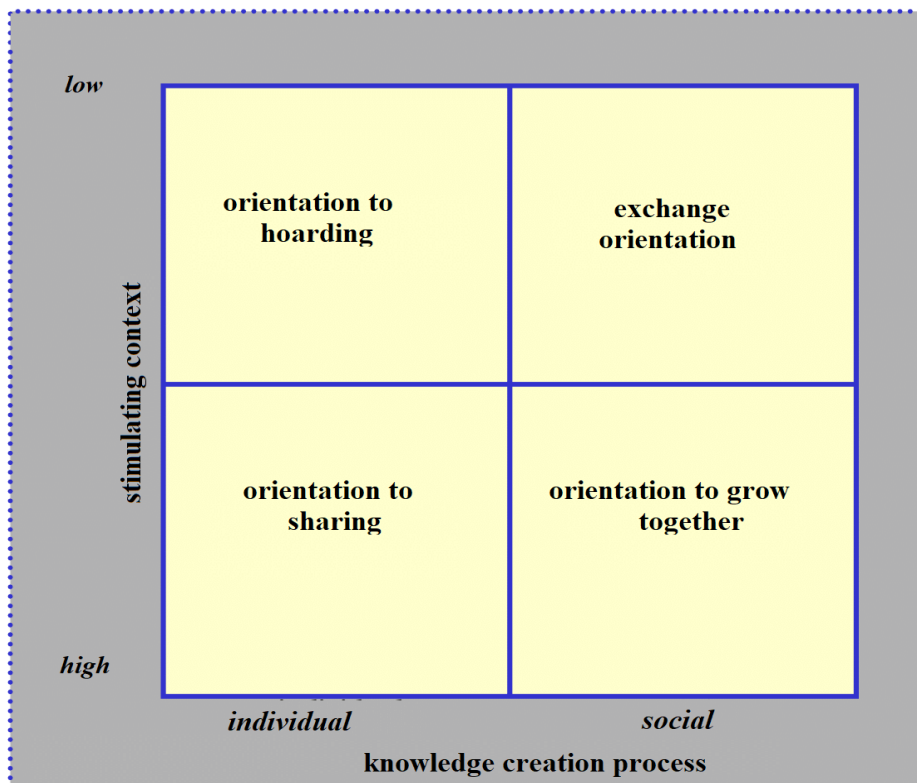 low
orientation to
hoarding
exchange
orientation
stimulating context
orientation to
sharing
orientation to grow
together
high
individual
social
knowledge creation process